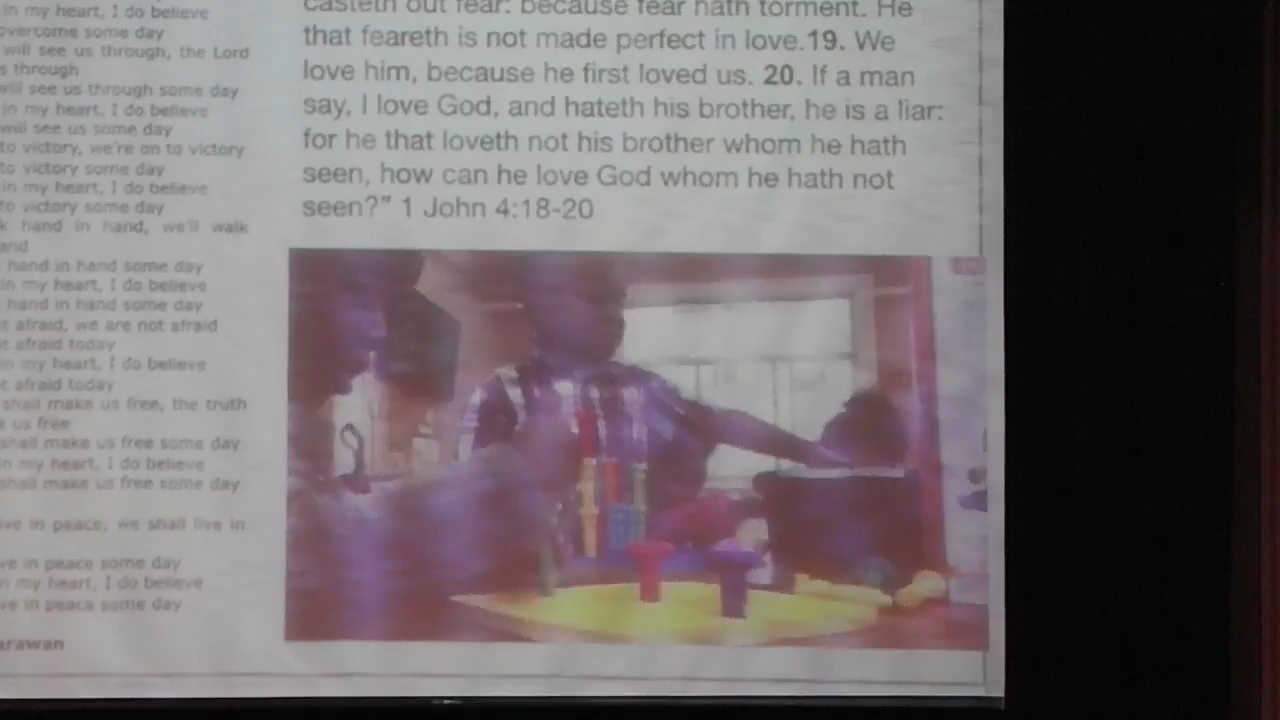 in my heart, I do believe
overcome some day
will see us through, the Lord
s through
will see us through some day
in my heart, I do believe
will see us some day
to victory, we're on to victory
to victory some day
in my heart, I do believe
to victory some day
k hand in hand, we'll walk
and
hand in hand some day
in my heart, I do believe
hand in hand some day
t afraid, we are not afraid
t afraid today
in my heart, I do believe
t afraid today
shall make us free, the truth
e us free
shall make us free some day
in my heart, I do believe
shall make us free some day
ive in peace, we shall live in
ve in peace some day
n my heart, I do believe
ve in peace some day
arawan
casteth out fear: because fear hath torment. He
that feareth is not made perfect in love.19. We
love him, because he first loved us. 20. If a man
say, I love God, and hateth his brother, he is a liar:
for he that loveth not his brother whom he hath
seen, how can he love God whom he hath not
seen?" 1 John 4:18-20